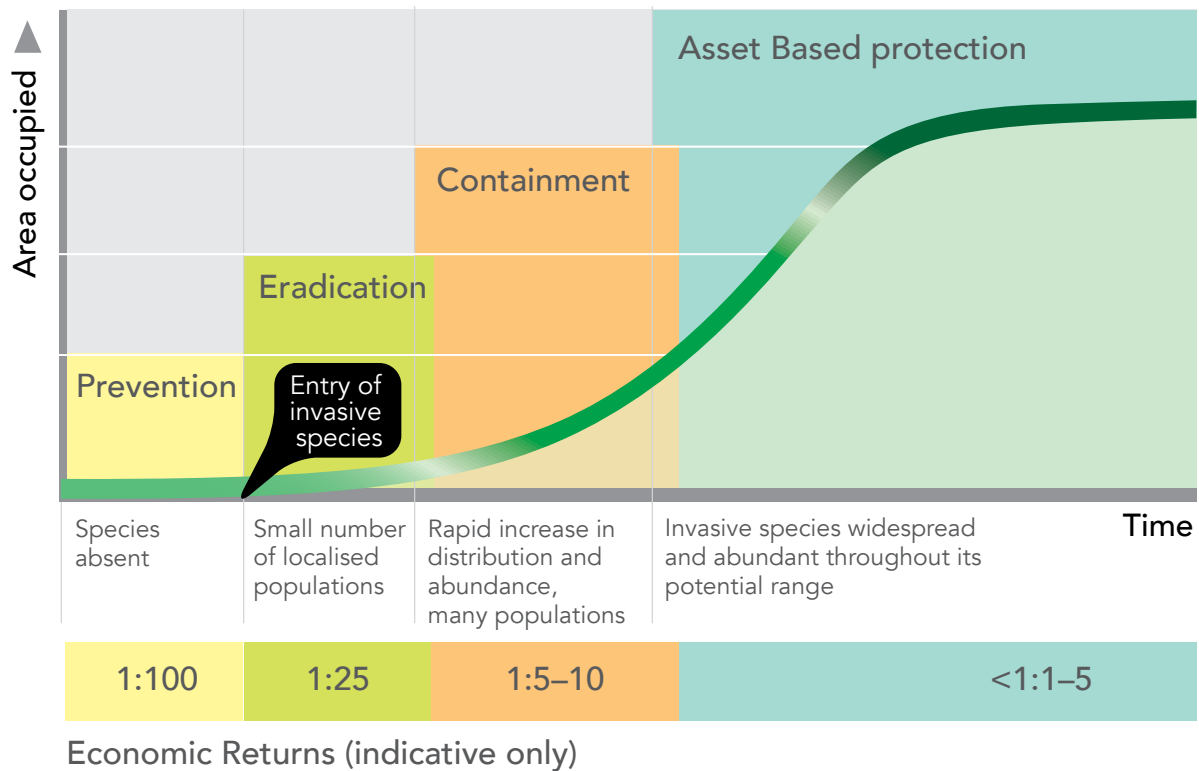 Area occupied
Asset Based protection
Containment
Eradication
Prevention
Entry of
invasive
species
Time
Species
absent
Small number
of localised
populations
Rapid increase in
distribution and
abundance,
many populations
Invasive species widespread
and abundant throughout its
potential range
1:100
1:25
1:5–10
<1:1–5
Economic Returns (indicative only)